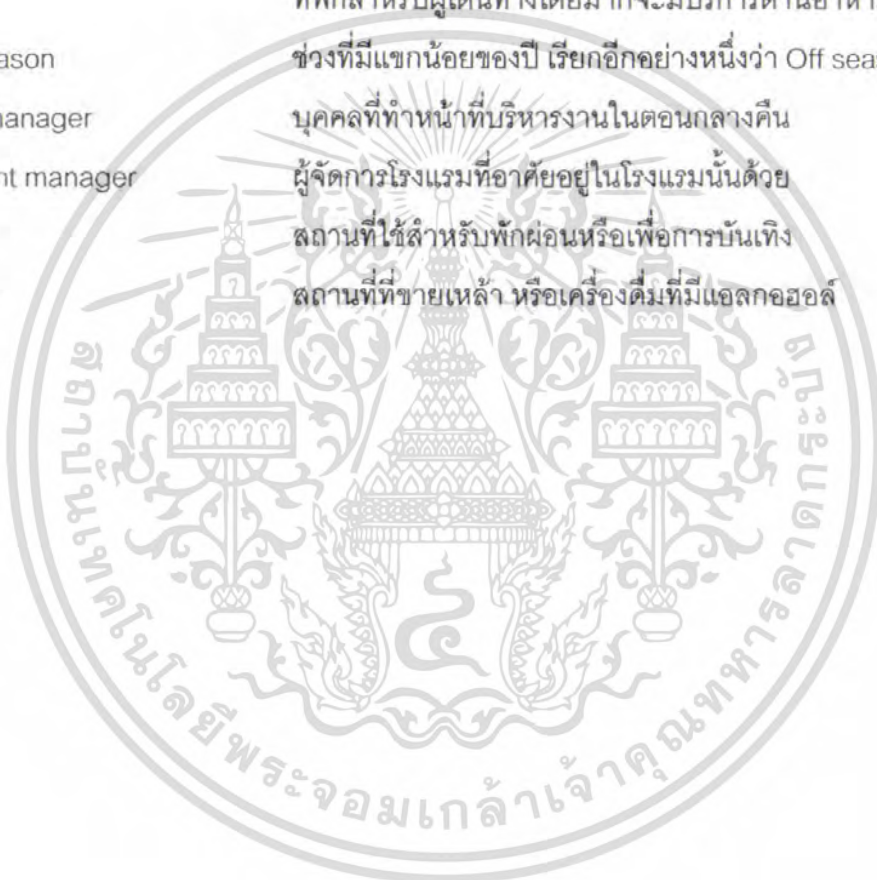 ason ช่วงที่มีแขกน้อยของปี เรียกอีกอย่างหนึ่งว่า Off sea
nanager บุคคลที่ทำหน้าที่บริหารงานในตอนกลางคืน
nt manager ผู้จัดการโรงแรมที่อาศัยอยู่ในโรงแรมนั้นด้วย
สถานที่ใช้สำหรับพักผ่อนหรือเพื่อการบันเทิง
สถานที่ที่ขายเหล้า หรือเครื่องดื่มที่มีแอลกอฮอล์
สถาบันเทคโนโลยีพระจอมเกล้าเจ้าคุณทหารลาดกระบัง